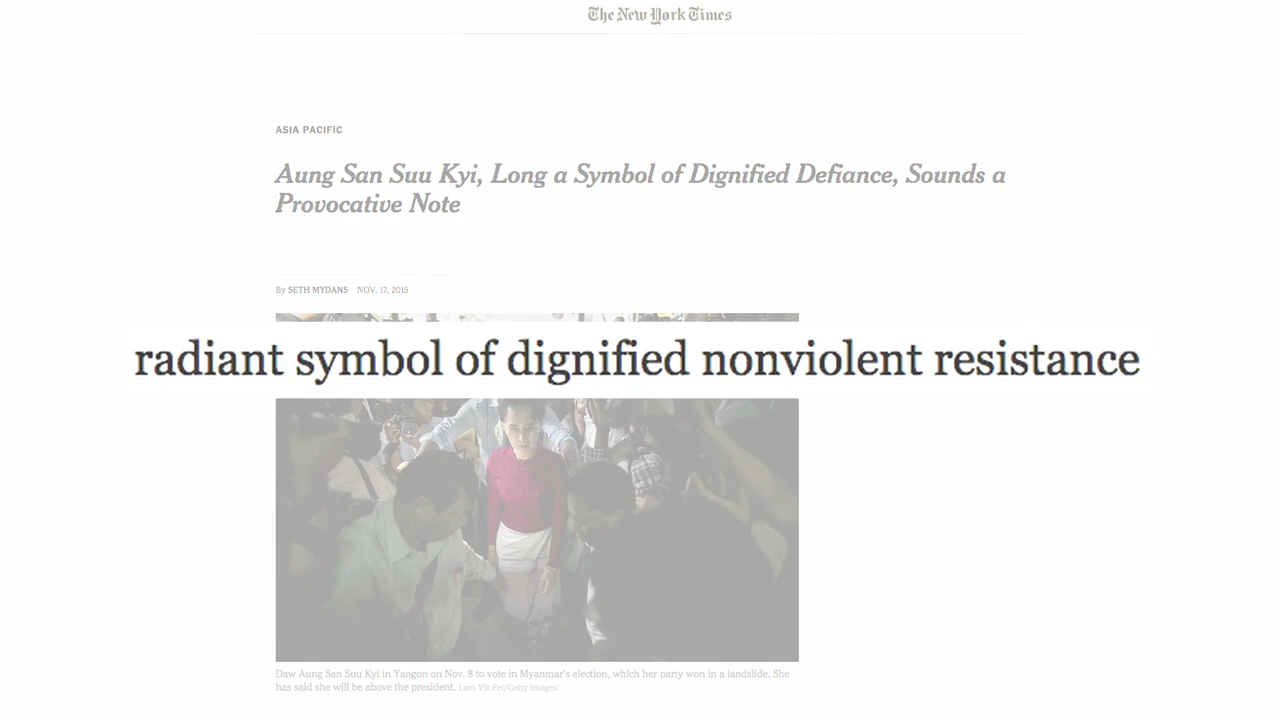 The New York Times
ASIA PACIFIC
Aung San Suu Kyi, Long a Symbol of Dignified Defiance, Sounds a
Provocative Note
By SETH MYDANS NOV. 17, 2015
radiant symbol of dignified nonviolent resistance
Daw Aung San Suu Kyi in Yangon on Nov. 8 to vote in Myanmar's election, which her party won in a landslide. She
has said she will be above the president. Lam Yik Fei/Getty Images